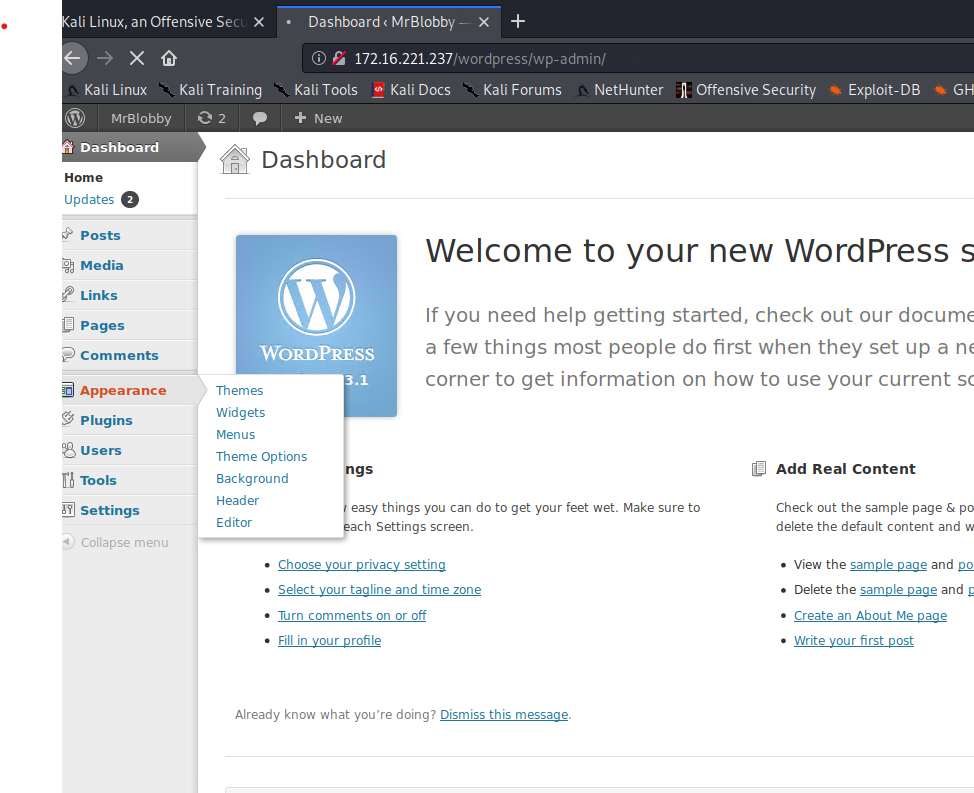 Kali Linux, an Offensive Secu
Dashboard ‹ MrBlobby —
172.16.221.237/wordpress/wp-admin/
Kali Linux Kali Training Kali Tools Kali Docs Kali Forums NetHunter Offensive Security Exploit-DB GH
MrBlobby 2 New
Dashboard
Home
Updates 2
Posts
Media
Links
Pages
Comments
Appearance
Plugins
Users
Tools
Settings
Collapse menu
Themes
Widgets
Menus
Theme Options
Background
Header
Editor
Dashboard
WORDPRESS
3.1
Welcome to your new WordPress s
If you need help getting started, check out our docume
a few things most people do first when they set up a ne
corner to get information on how to use your current sc
ngs
easy things you can do to get your feet wet. Make sure to
each Settings screen.
• Choose your privacy setting
• Select your tagline and time zone
• Turn comments on or off
• Fill in your profile
Add Real Content
Check out the sample page & po
delete the default content and w
• View the sample page and po
• Delete the sample page and p
• Create an About Me page
• Write your first post
Already know what you’re doing? Dismiss this message.